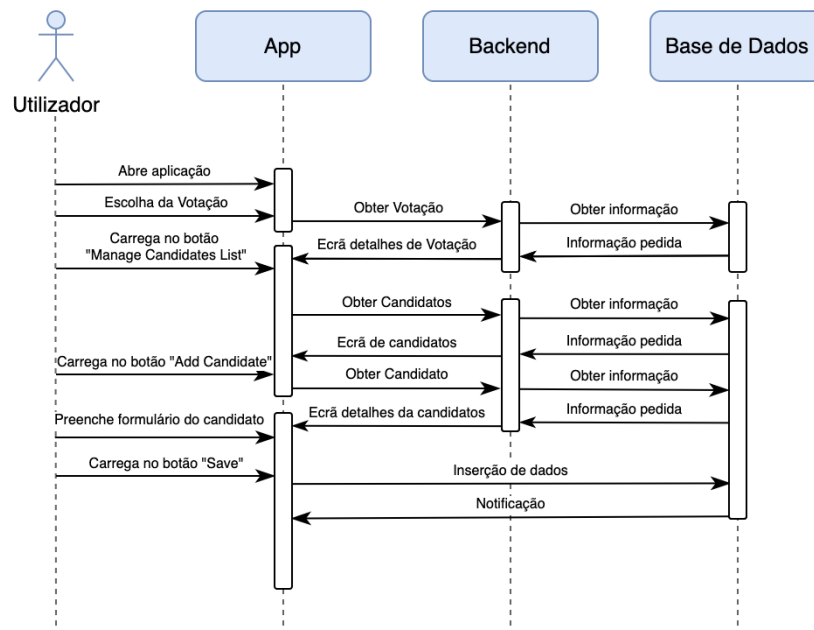 App
Backend
Base de Dados
Utilizador
Abre aplicação
Escolha da Votação
Obter Votação
Obter informação
Carrega no botão
"Manage Candidates List"
Ecrã detalhes de Votação
Informação pedida
Obter Candidatos
Obter informação
Ecrã de candidatos
Informação pedida
Carrega no botão "Add Candidate"
Obter Candidato
Obter informação
Ecrã detalhes da candidatos
Informação pedida
Preenche formulário do candidato
Carrega no botão "Save"
Inserção de dados
Notificação